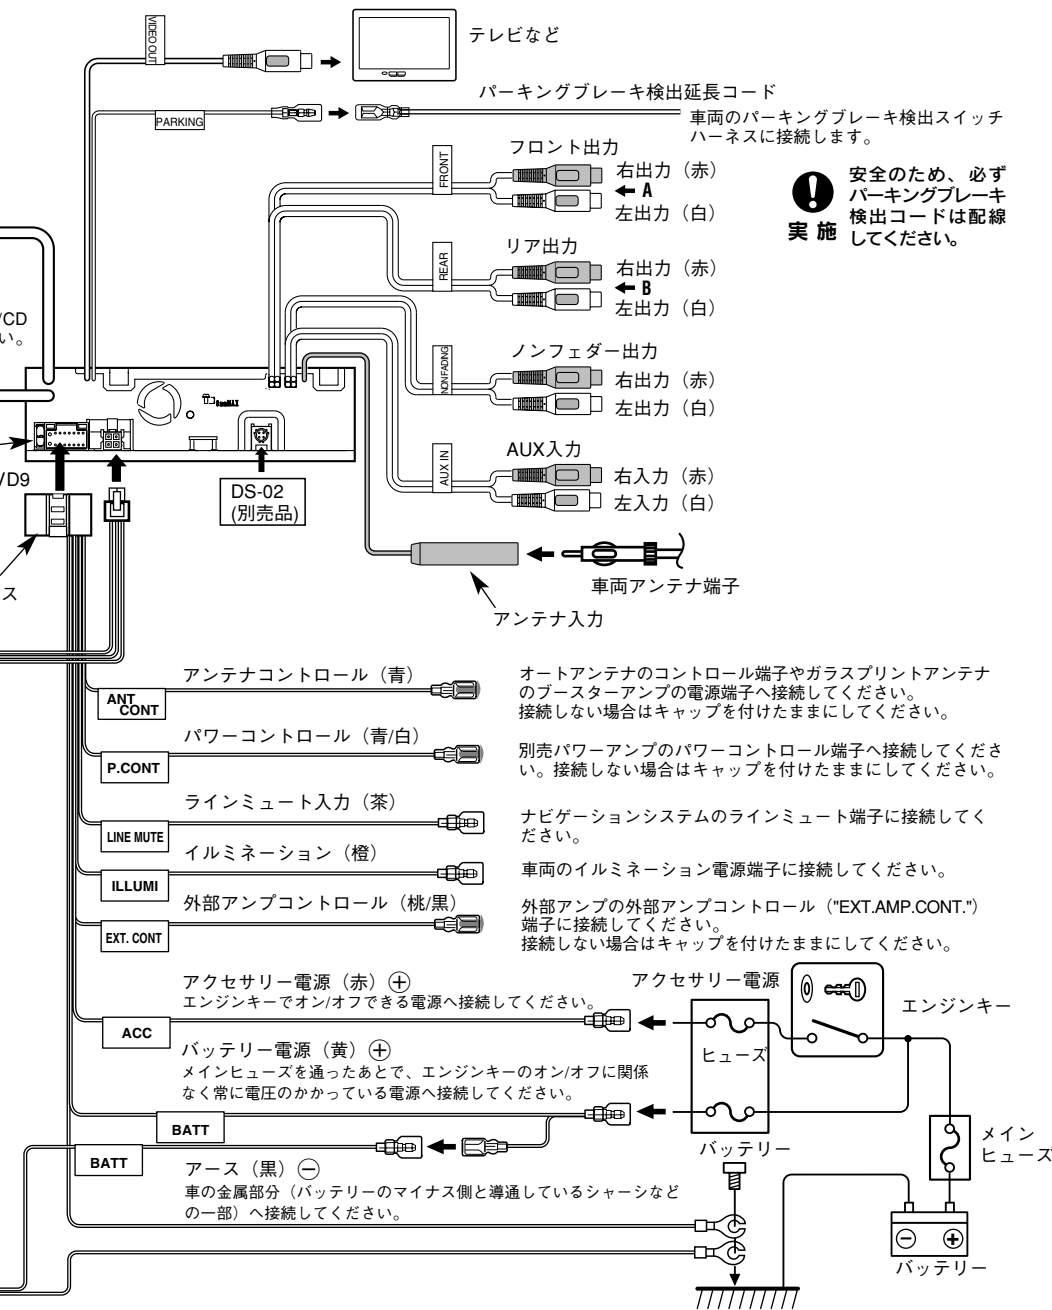 VIDEO OUT
テレビなど
パーキングブレーキ検出延長コード
PARKING
車両のパーキングブレーキ検出スイッチ
ハーネスに接続します。
フロント出力
FRONT
右出力（赤）
A
左出力（白）
安全のため、必ず
パーキングブレーキ
検出コードは配線
してください。
実 施
リア出力
REAR
右出力（赤）
B
左出力（白）
/CD
い。
ノンフェダー出力
NON FADING
右出力（赤）
左出力（白）
AUX入力
AUX IN
右入力（赤）
左入力（白）
/D9
DS-02
(別売品)
車両アンテナ端子
ス
アンテナ入力
アンテナコントロール（青）
ANT
CONT
オートアンテナのコントロール端子やガラスプリントアンテナ
のブースターアンプの電源端子へ接続してください。
接続しない場合はキャップを付けたままにしてください。
パワーコントロール（青/白）
P.CONT
別売パワーアンプのパワーコントロール端子へ接続してくださ
い。接続しない場合はキャップを付けたままにしてください。
ラインミュート入力（茶）
LINE MUTE
ナビゲーションシステムのラインミュート端子に接続してく
ださい。
イルミネーション（橙）
ILLUMI
車両のイルミネーション電源端子に接続してください。
外部アンプコントロール（桃/黒）
EXT. CONT
外部アンプの外部アンプコントロール（"EXT.AMP.CONT."）
端子に接続してください。
接続しない場合はキャップを付けたままにしてください。
アクセサリー電源（赤）⊕
エンジンキーでオン/オフできる電源へ接続してください。
ACC
アクセサリー電源
エンジンキー
ヒューズ
バッテリー電源（黄）⊕
メインヒューズを通ったあとで、エンジンキーのオン/オフに関係
なく常に電圧のかかっている電源へ接続してください。
BATT
BATT
バッテリー
メイン
ヒューズ
アース（黒）⊖
車の金属部分（バッテリーのマイナス側と導通しているシャーシなど
の一部）へ接続してください。
⊖ ⊕
バッテリー